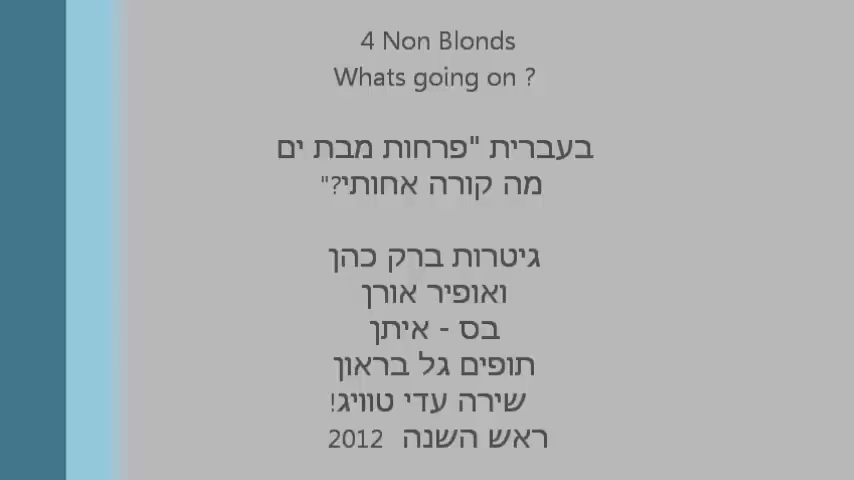 4 Non Blonds
Whats going on ?
בעברית "פרחות מבת ים
מה קורה אחותי?"
גיטרות ברק כהן
ואופיר אורן
בס - איתן
תופים גל בראון
שירה עדי טוויג!
ראש השנה 2012